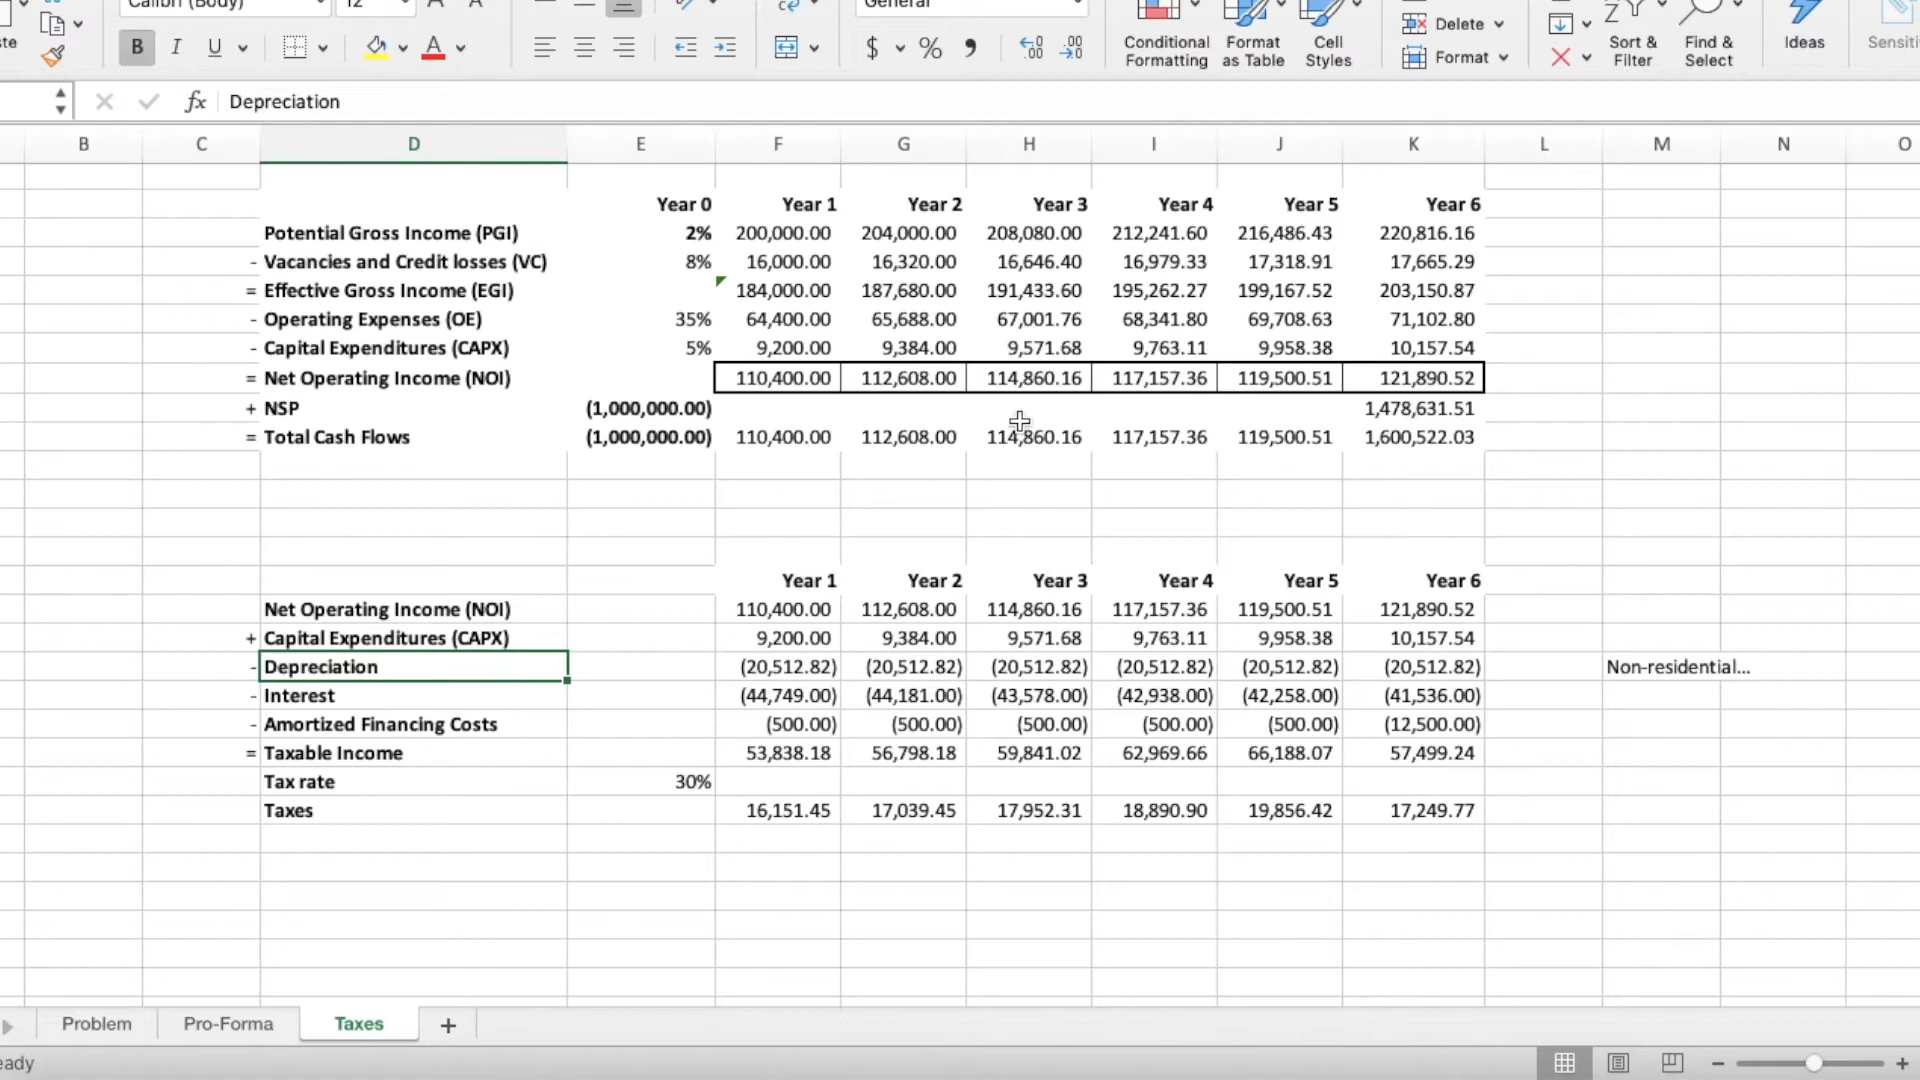 Calibri (Body) 12 General
Delete
Conditional Formatting Format as Table Cell Styles Format Sort & Filter Find & Select Ideas
B I U A $ %
fx Depreciation
B C D E F G H I J K L M N O
Year 0 Year 1 Year 2 Year 3 Year 4 Year 5 Year 6
Potential Gross Income (PGI) 2% 200,000.00 204,000.00 208,080.00 212,241.60 216,486.43 220,816.16
- Vacancies and Credit losses (VC) 8% 16,000.00 16,320.00 16,646.40 16,979.33 17,318.91 17,665.29
= Effective Gross Income (EGI) 184,000.00 187,680.00 191,433.60 195,262.27 199,167.52 203,150.87
- Operating Expenses (OE) 35% 64,400.00 65,688.00 67,001.76 68,341.80 69,708.63 71,102.80
- Capital Expenditures (CAPX) 5% 9,200.00 9,384.00 9,571.68 9,763.11 9,958.38 10,157.54
= Net Operating Income (NOI) 110,400.00 112,608.00 114,860.16 117,157.36 119,500.51 121,890.52
+ NSP (1,000,000.00) 1,478,631.51
= Total Cash Flows (1,000,000.00) 110,400.00 112,608.00 114,860.16 117,157.36 119,500.51 1,600,522.03
Year 1 Year 2 Year 3 Year 4 Year 5 Year 6
Net Operating Income (NOI) 110,400.00 112,608.00 114,860.16 117,157.36 119,500.51 121,890.52
+ Capital Expenditures (CAPX) 9,200.00 9,384.00 9,571.68 9,763.11 9,958.38 10,157.54
- Depreciation (20,512.82) (20,512.82) (20,512.82) (20,512.82) (20,512.82) (20,512.82) Non-residential...
- Interest (44,749.00) (44,181.00) (43,578.00) (42,938.00) (42,258.00) (41,536.00)
- Amortized Financing Costs (500.00) (500.00) (500.00) (500.00) (500.00) (12,500.00)
= Taxable Income 53,838.18 56,798.18 59,841.02 62,969.66 66,188.07 57,499.24
Tax rate 30%
Taxes 16,151.45 17,039.45 17,952.31 18,890.90 19,856.42 17,249.77
Problem Pro-Forma Taxes +